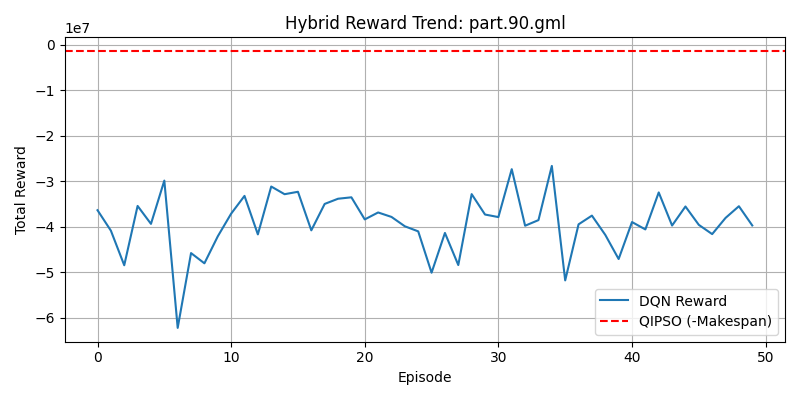 Hybrid Reward Trend: part.90.gml
1e7
0
−1
−2
−3
−4
−5
−6
Total Reward
0 10 20 30 40 50
Episode
DQN Reward
QIPSO (-Makespan)